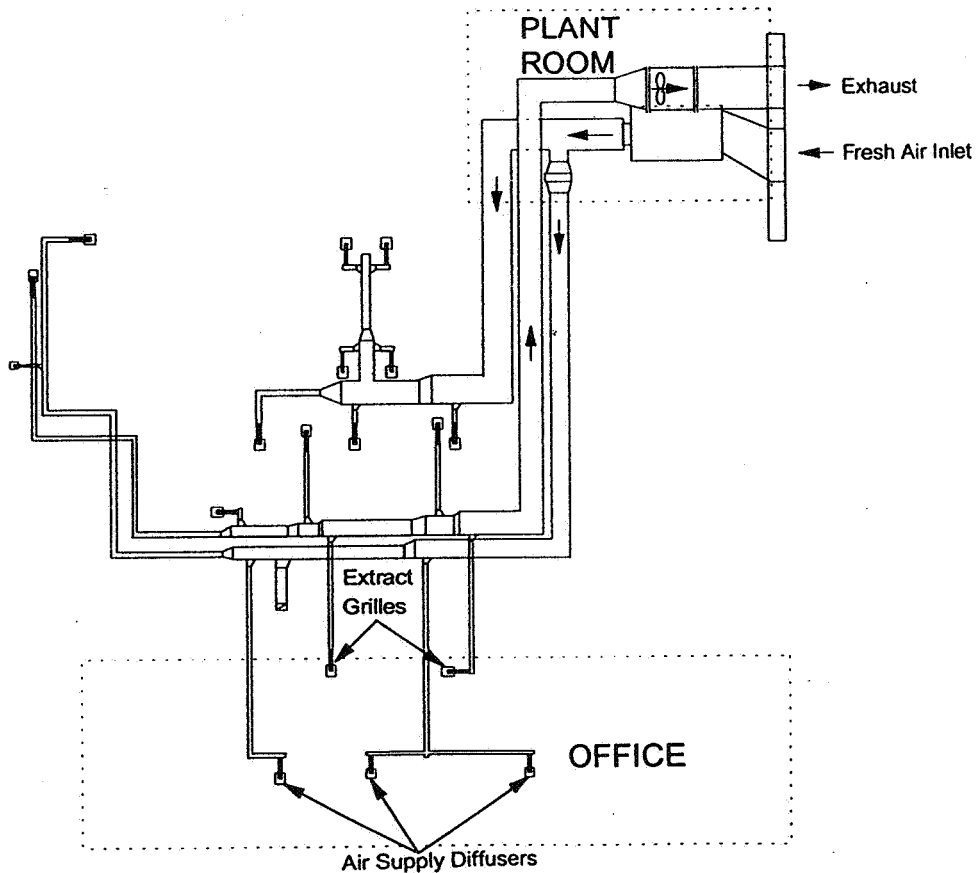 PLANT
ROOM
Exhaust
Fresh Air Inlet
Extract
Grilles
OFFICE
Air Supply Diffusers